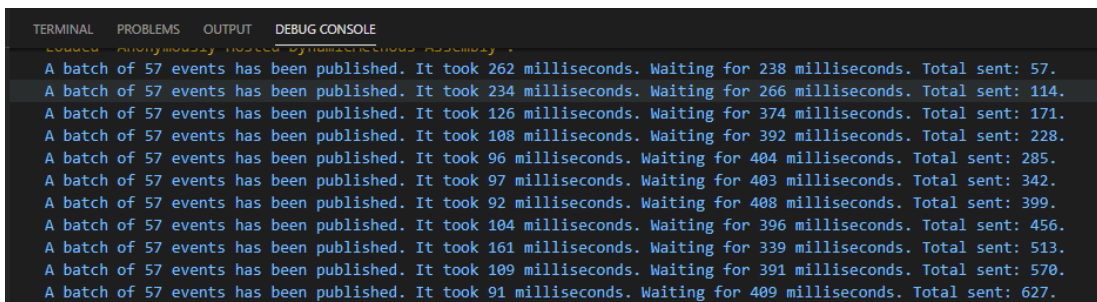 TERMINAL PROBLEMS OUTPUT DEBUG CONSOLE
Loaded 'Anonymously Hosted DynamicMethods Assembly'.
A batch of 57 events has been published. It took 262 milliseconds. Waiting for 238 milliseconds. Total sent: 57.
A batch of 57 events has been published. It took 234 milliseconds. Waiting for 266 milliseconds. Total sent: 114.
A batch of 57 events has been published. It took 126 milliseconds. Waiting for 374 milliseconds. Total sent: 171.
A batch of 57 events has been published. It took 108 milliseconds. Waiting for 392 milliseconds. Total sent: 228.
A batch of 57 events has been published. It took 96 milliseconds. Waiting for 404 milliseconds. Total sent: 285.
A batch of 57 events has been published. It took 97 milliseconds. Waiting for 403 milliseconds. Total sent: 342.
A batch of 57 events has been published. It took 92 milliseconds. Waiting for 408 milliseconds. Total sent: 399.
A batch of 57 events has been published. It took 104 milliseconds. Waiting for 396 milliseconds. Total sent: 456.
A batch of 57 events has been published. It took 161 milliseconds. Waiting for 339 milliseconds. Total sent: 513.
A batch of 57 events has been published. It took 109 milliseconds. Waiting for 391 milliseconds. Total sent: 570.
A batch of 57 events has been published. It took 91 milliseconds. Waiting for 409 milliseconds. Total sent: 627.